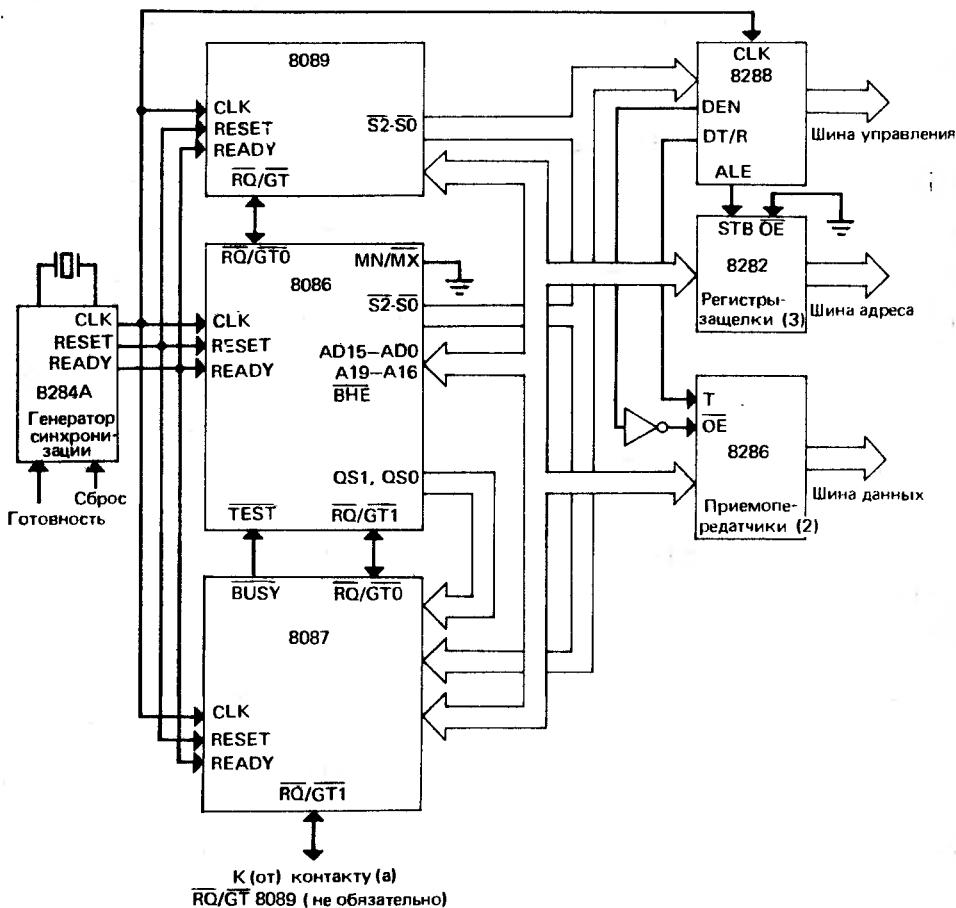 8089
CLK
RESET
READY
S2-S0
RQ/GT
CLK
8288
DEN
DT/R
ALE
Шина управления
STB OE
8282
Регистры-
защелки (3)
Шина адреса
RQ/GT0
MN/MX
8086
S2-S0
CLK
RESET
READY
AD15–AD0
A19–A16
BHE
QS1, QS0
TEST
RQ/GT1
CLK
RESET
READY
8284A
Генератор
синхрони-
зации
Сброс
Готовность
T
OE
8286
Приемопе-
редатчики (2)
Шина данных
BUSY
RQ/GT0
8087
CLK
RESET
READY
RQ/GT1
К (от) контакту (а)
RQ/GT 8089 (не обязательно)